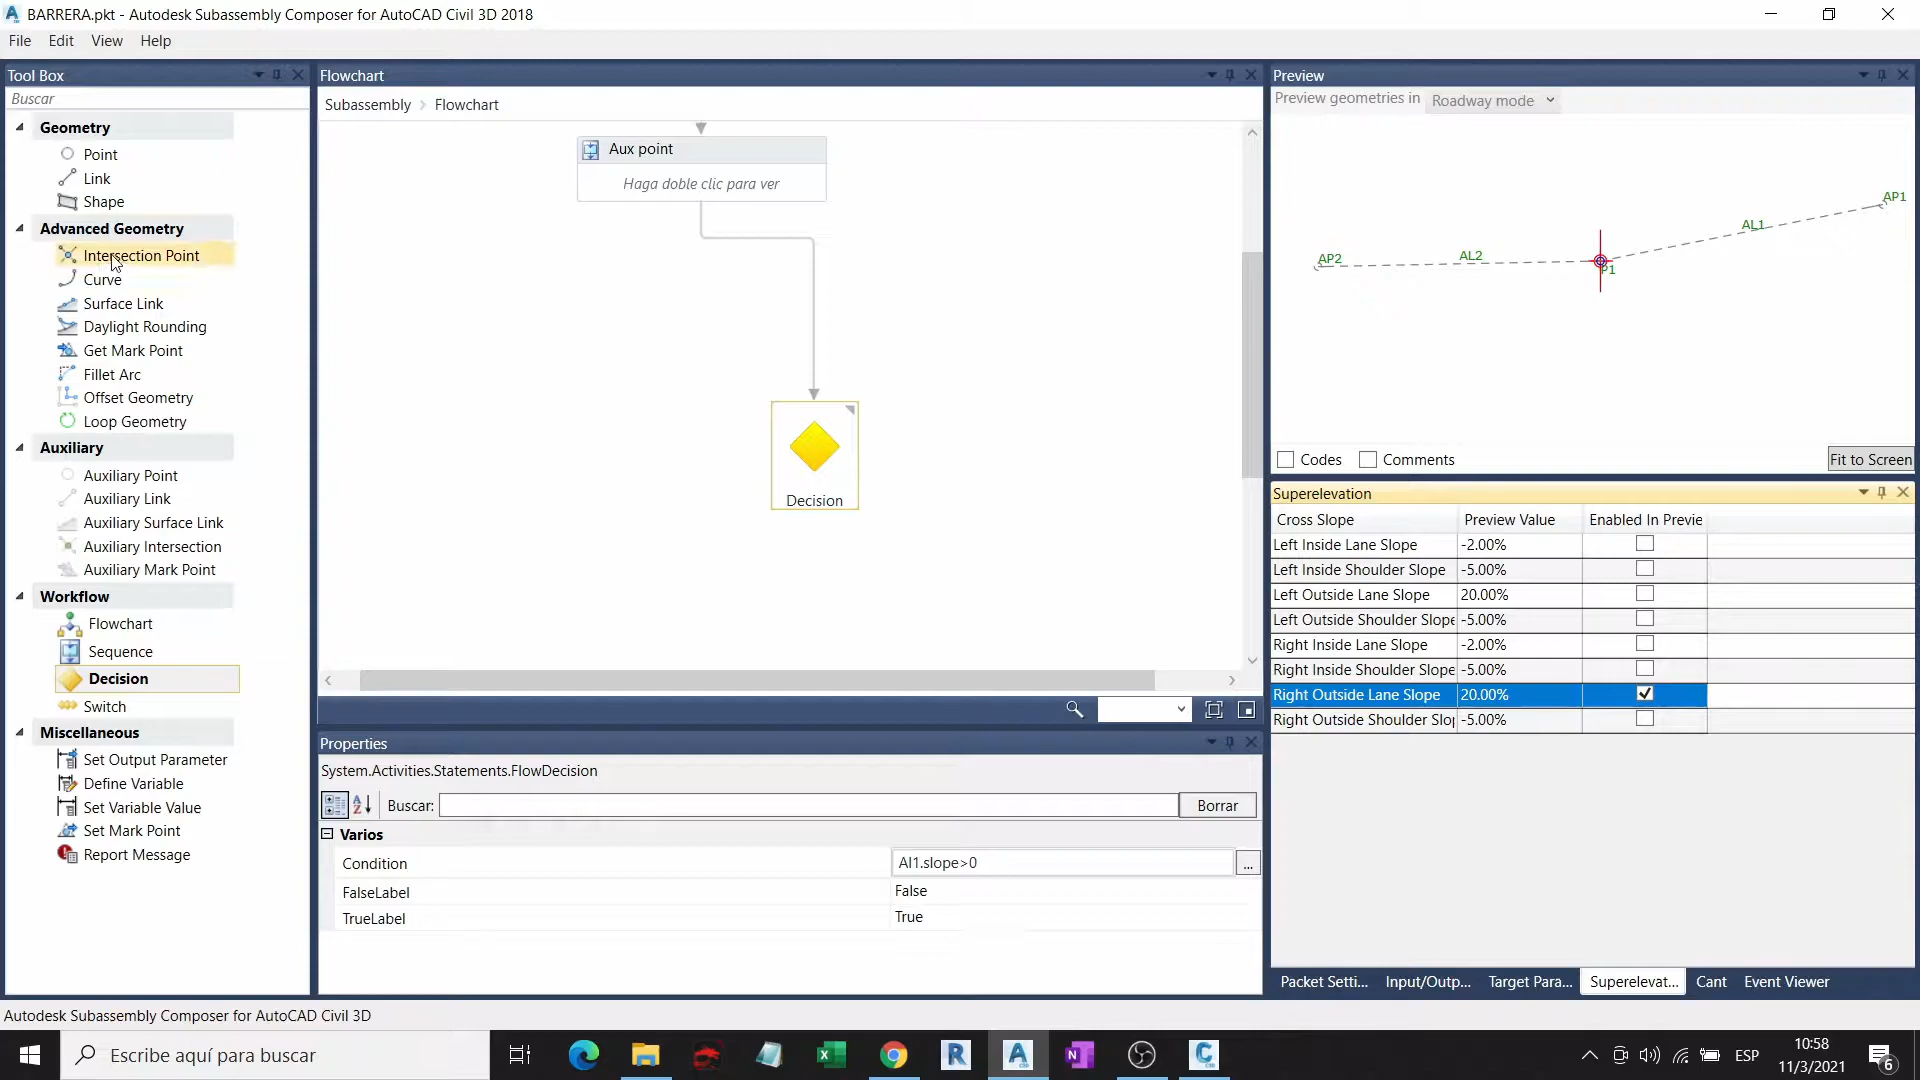 BARRERA.pkt - Autodesk Subassembly Composer for AutoCAD Civil 3D 2018
File Edit View Help
Tool Box
Buscar
Geometry
Point
Link
Shape
Advanced Geometry
Intersection Point
Curve
Surface Link
Daylight Rounding
Get Mark Point
Fillet Arc
Offset Geometry
Loop Geometry
Auxiliary
Auxiliary Point
Auxiliary Link
Auxiliary Surface Link
Auxiliary Intersection
Auxiliary Mark Point
Workflow
Flowchart
Sequence
Decision
Switch
Miscellaneous
Set Output Parameter
Define Variable
Set Variable Value
Set Mark Point
Report Message
Flowchart
Subassembly > Flowchart
Aux point
Haga doble clic para ver
Decision
Properties
System.Activities.Statements.FlowDecision
Buscar: Borrar
Varios
Condition Al1.slope>0 ...
FalseLabel False
TrueLabel True
Preview
Preview geometries in Roadway mode
AP1
AL1
AP2
AL2
P1
Codes Comments Fit to Screen
Superelevation
Cross Slope Preview Value Enabled In Previe
Left Inside Lane Slope -2.00%
Left Inside Shoulder Slope -5.00%
Left Outside Lane Slope 20.00%
Left Outside Shoulder Slope -5.00%
Right Inside Lane Slope -2.00%
Right Inside Shoulder Slope -5.00%
Right Outside Lane Slope 20.00%
Right Outside Shoulder Slop -5.00%
Packet Setti... Input/Outp... Target Para... Superelevat... Cant Event Viewer
Autodesk Subassembly Composer for AutoCAD Civil 3D
Escribe aquí para buscar
ESP
10:58
11/3/2021
6